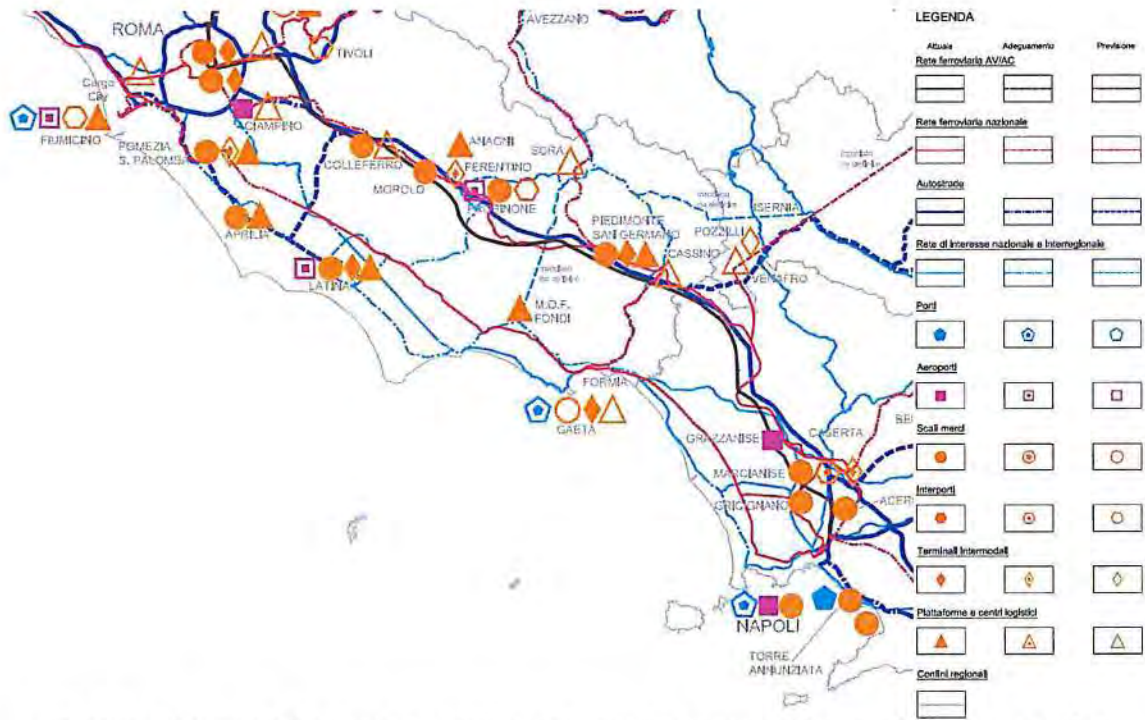 AVEZZANO
ROMA
TIVOLI
Cargo
City
CIAMPINO
FIUMICINO
POMEZIA
S. PALOMBA
ANAGNI
COLLEFERRO
FERENTINO
SORA
MOROLO
FROSINONE
ISERNIA
APRILIA
PIEDIMONTE
SAN GERMANO
POZZILLI
CASSINO
VENAFRO
LATINA
M.O.F.
FONDI
FORMIA
GAETA
GRAZZANISE
CASERTA
MARCIANISE
GRICIGNANO
NAPOLI
TORRE
ANNUNZIATA
LEGENDA
Attuale Adeguamento Previsione
Rete ferroviaria AV/AC
Rete ferroviaria nazionale
Autostrade
Rete di interesse nazionale e interregionale
Porti
Aeroporti
Scali merci
Interporti
Terminali Intermodali
Piattaforme e centri logistici
Confini regionali